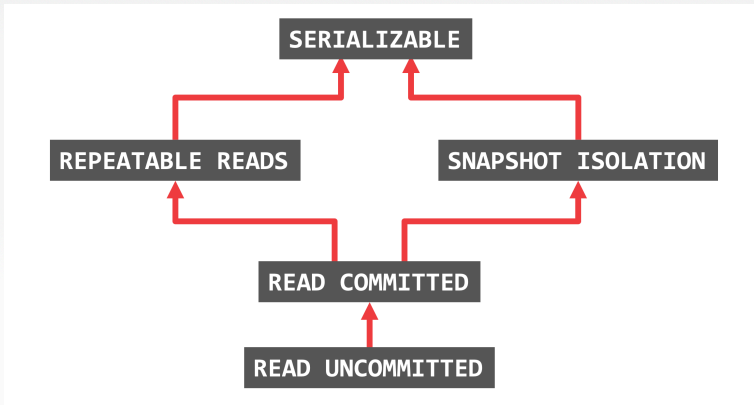 SERIALIZABLE
REPEATABLE READS
SNAPSHOT ISOLATION
READ COMMITTED
READ UNCOMMITTED